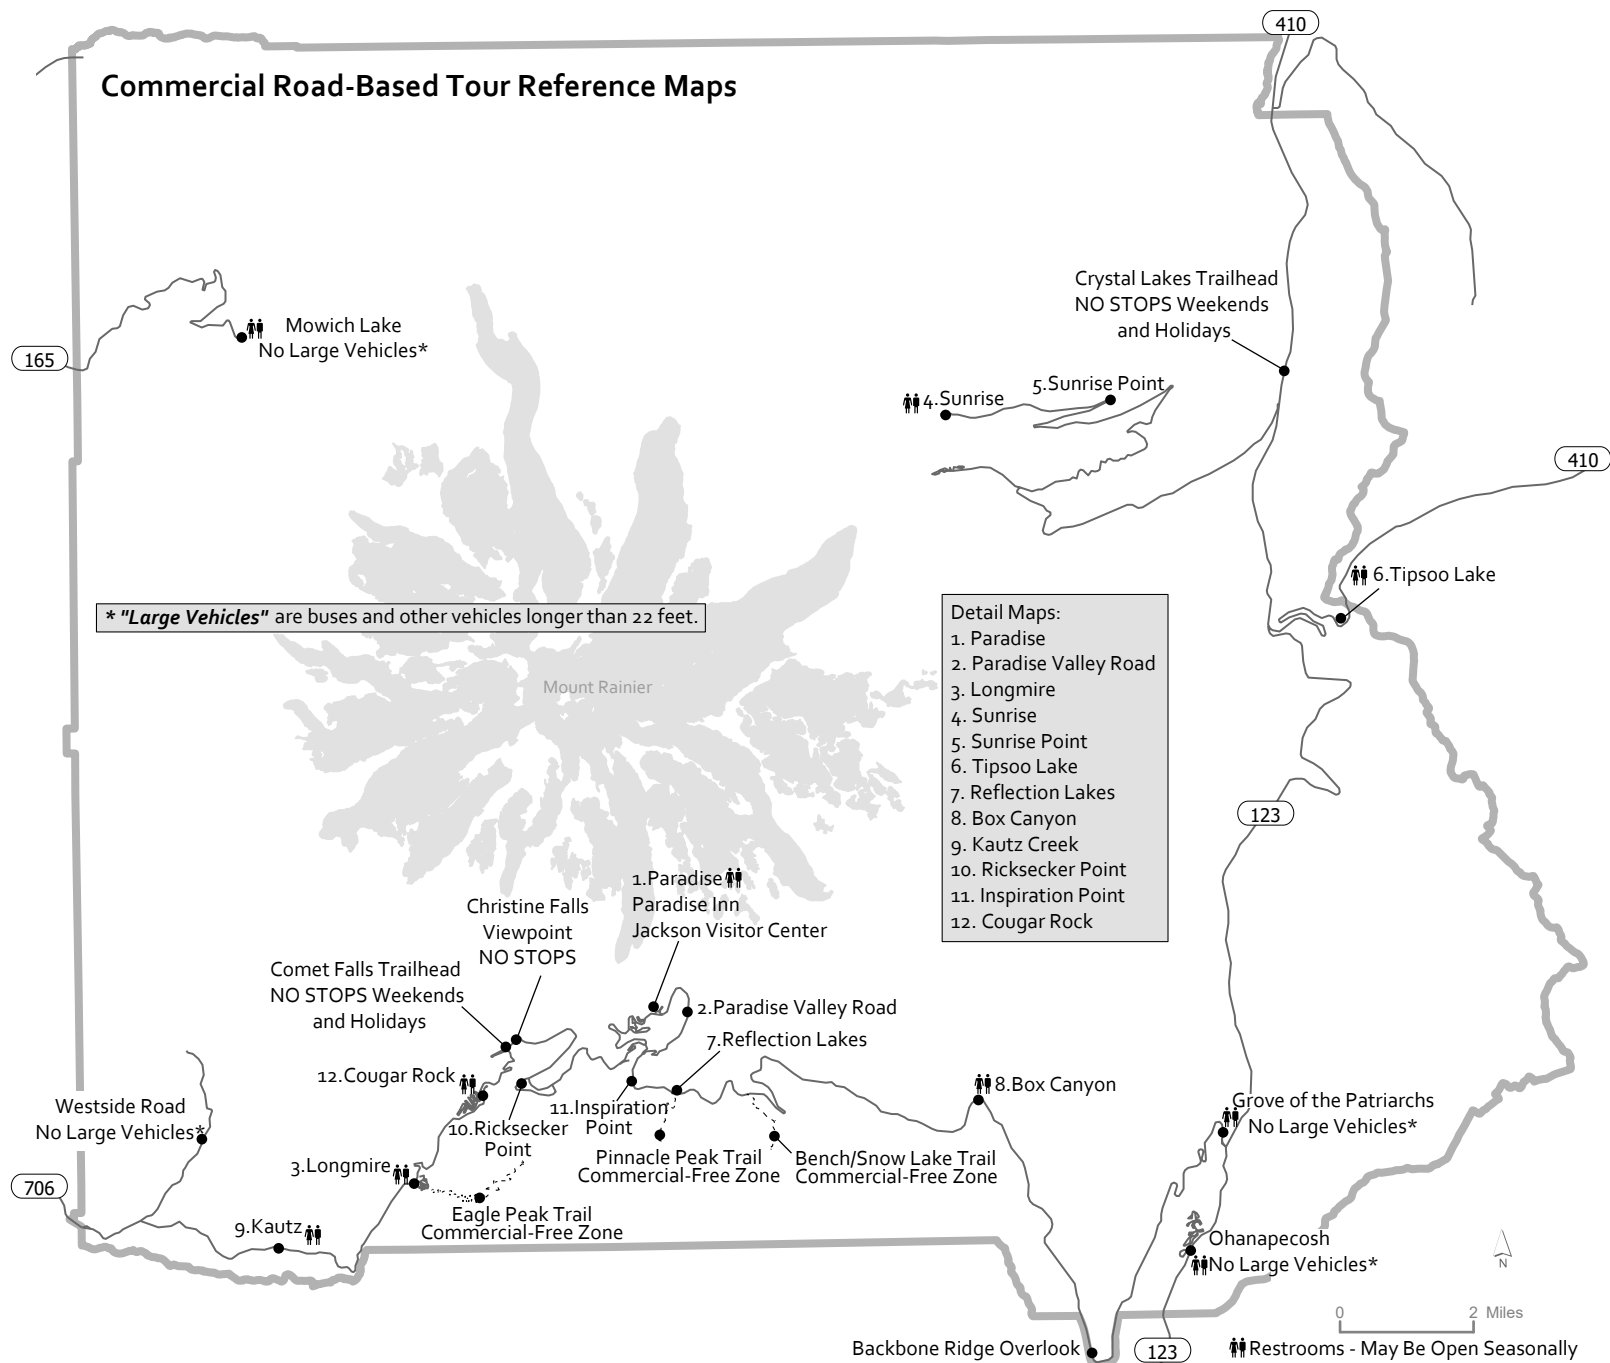 410
Commercial Road-Based Tour Reference Maps
Crystal Lakes Trailhead
NO STOPS Weekends
and Holidays
Mowich Lake
No Large Vehicles*
165
5.Sunrise Point
4.Sunrise
410
6.Tipsoo Lake
* "Large Vehicles" are buses and other vehicles longer than 22 feet.
Detail Maps:
1. Paradise
2. Paradise Valley Road
3. Longmire
4. Sunrise
5. Sunrise Point
6. Tipsoo Lake
7. Reflection Lakes
8. Box Canyon
9. Kautz Creek
10. Ricksecker Point
11. Inspiration Point
12. Cougar Rock
Mount Rainier
123
1.Paradise
Paradise Inn
Jackson Visitor Center
Christine Falls
Viewpoint
NO STOPS
Comet Falls Trailhead
NO STOPS Weekends
and Holidays
2.Paradise Valley Road
7.Reflection Lakes
12.Cougar Rock
8.Box Canyon
Westside Road
No Large Vehicles*
11.Inspiration
Point
10.Ricksecker
Point
Grove of the Patriarchs
No Large Vehicles*
3.Longmire
Pinnacle Peak Trail
Commercial-Free Zone
Bench/Snow Lake Trail
Commercial-Free Zone
706
Eagle Peak Trail
Commercial-Free Zone
9.Kautz
Ohanapecosh
No Large Vehicles*
N
0 2 Miles
Backbone Ridge Overlook
123
Restrooms - May Be Open Seasonally